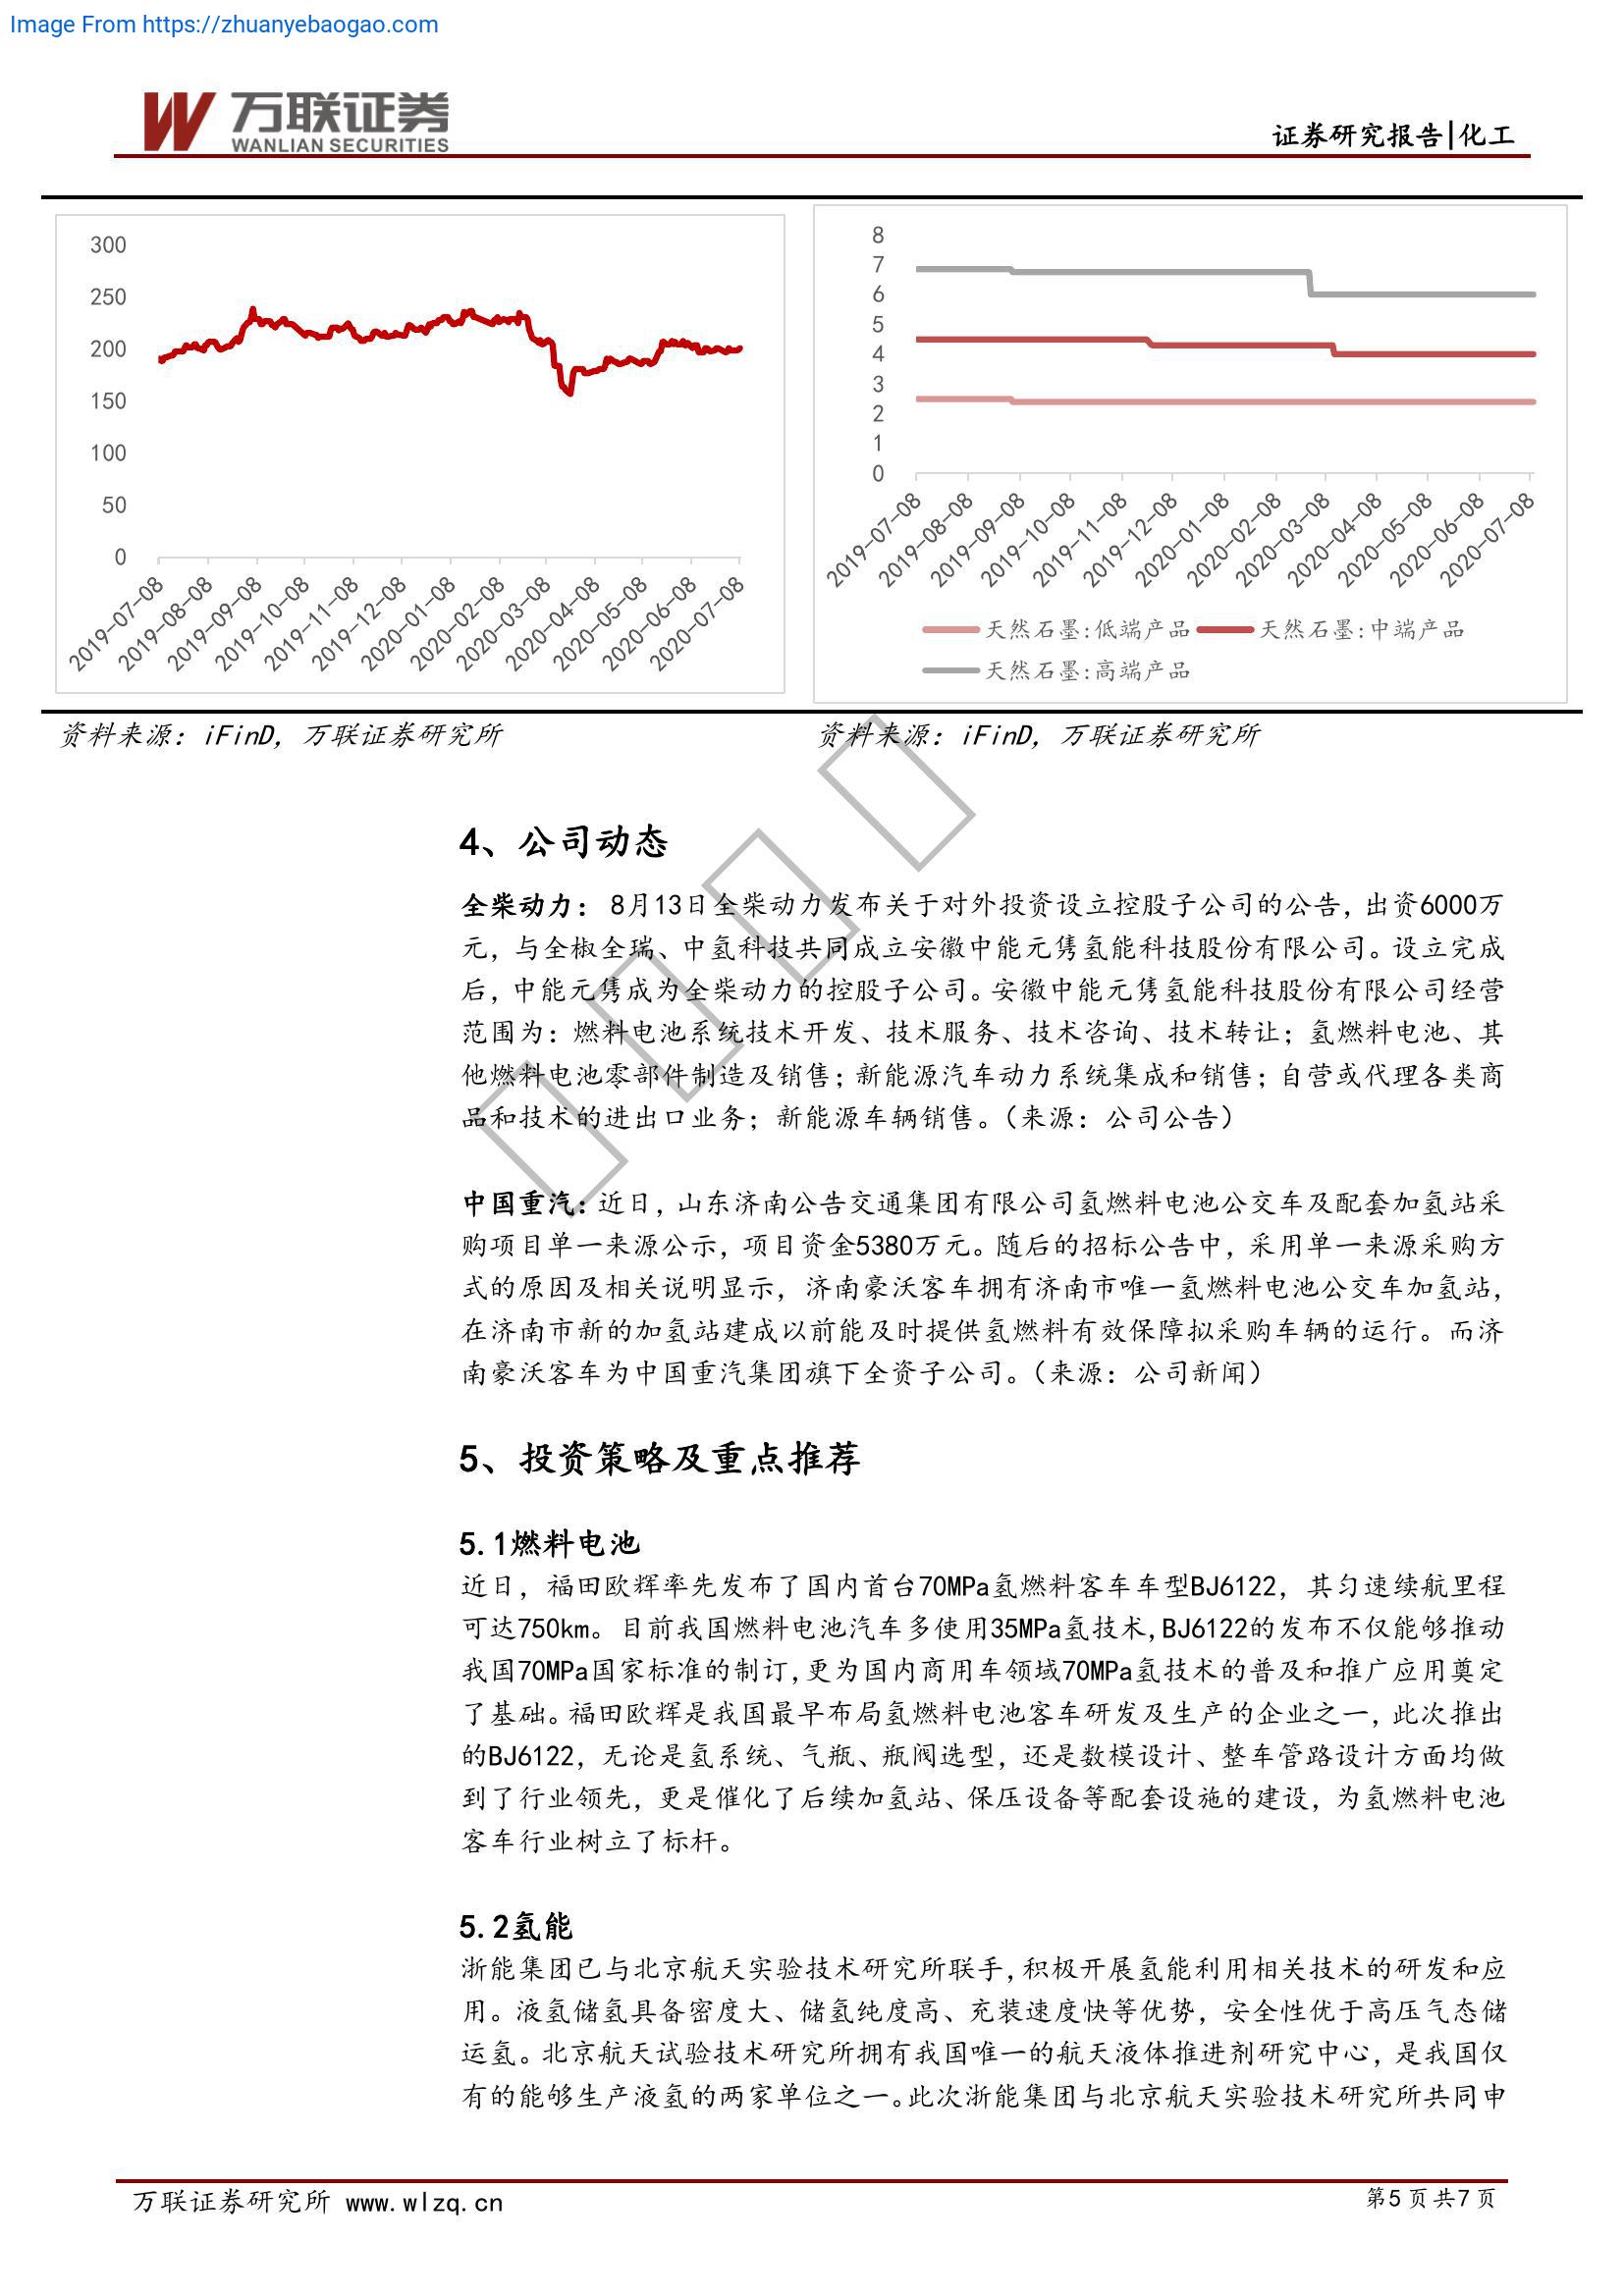 Image From https://zhuanyebaogao.com
万联证券
WANLIAN SECURITIES
证券研究报告|化工
300
250
200
150
100
50
0
2019-07-08
2019-08-08
2019-09-08
2019-10-08
2019-11-08
2019-12-08
2020-01-08
2020-02-08
2020-03-08
2020-04-08
2020-05-08
2020-06-08
2020-07-08
8
7
6
5
4
3
2
1
0
2019-07-08
2019-08-08
2019-09-08
2019-10-08
2019-11-08
2019-12-08
2020-01-08
2020-02-08
2020-03-08
2020-04-08
2020-05-08
2020-06-08
2020-07-08
天然石墨:低端产品 天然石墨:中端产品
天然石墨:高端产品
资料来源：iFinD，万联证券研究所
资料来源：iFinD，万联证券研究所
4、公司动态
全柴动力： 8月13日全柴动力发布关于对外投资设立控股子公司的公告，出资6000万
元，与全椒全瑞、中氢科技共同成立安徽中能元隽氢能科技股份有限公司。设立完成
后，中能元隽成为全柴动力的控股子公司。安徽中能元隽氢能科技股份有限公司经营
范围为：燃料电池系统技术开发、技术服务、技术咨询、技术转让；氢燃料电池、其
他燃料电池零部件制造及销售；新能源汽车动力系统集成和销售；自营或代理各类商
品和技术的进出口业务；新能源车辆销售。（来源：公司公告）
中国重汽：近日，山东济南公告交通集团有限公司氢燃料电池公交车及配套加氢站采
购项目单一来源公示，项目资金5380万元。随后的招标公告中，采用单一来源采购方
式的原因及相关说明显示，济南豪沃客车拥有济南市唯一氢燃料电池公交车加氢站，
在济南市新的加氢站建成以前能及时提供氢燃料有效保障拟采购车辆的运行。而济
南豪沃客车为中国重汽集团旗下全资子公司。（来源：公司新闻）
5、投资策略及重点推荐
5.1燃料电池
近日，福田欧辉率先发布了国内首台70MPa氢燃料客车车型BJ6122，其匀速续航里程
可达750km。目前我国燃料电池汽车多使用35MPa氢技术,BJ6122的发布不仅能够推动
我国70MPa国家标准的制订,更为国内商用车领域70MPa氢技术的普及和推广应用奠定
了基础。福田欧辉是我国最早布局氢燃料电池客车研发及生产的企业之一，此次推出
的BJ6122，无论是氢系统、气瓶、瓶阀选型，还是数模设计、整车管路设计方面均做
到了行业领先，更是催化了后续加氢站、保压设备等配套设施的建设，为氢燃料电池
客车行业树立了标杆。
5.2氢能
浙能集团已与北京航天实验技术研究所联手,积极开展氢能利用相关技术的研发和应
用。液氢储氢具备密度大、储氢纯度高、充装速度快等优势，安全性优于高压气态储
运氢。北京航天试验技术研究所拥有我国唯一的航天液体推进剂研究中心，是我国仅
有的能够生产液氢的两家单位之一。此次浙能集团与北京航天实验技术研究所共同申
万联证券研究所 www.wlzq.cn
第5页共7页